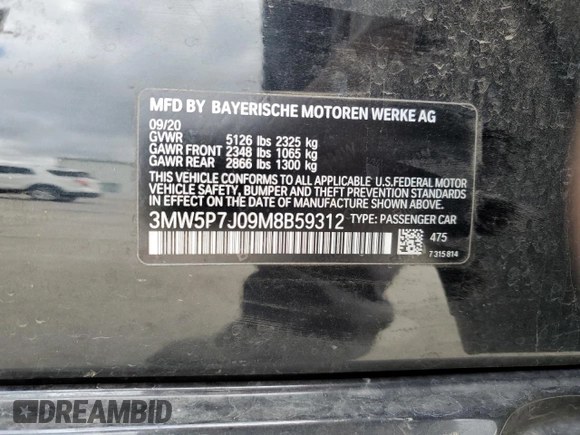 MFD BY BAYERISCHE MOTOREN WERKE AG
09/20
GVWR 5126 lbs 2325 kg
GAWR FRONT 2348 lbs 1065 kg
GAWR REAR 2866 lbs 1300 kg
THIS VEHICLE CONFORMS TO ALL APPLICABLE U.S.FEDERAL MOTOR
VEHICLE SAFETY, BUMPER AND THEFT PREVENTION STANDARDS
IN EFFECT ON THE DATE OF MANUFACTURE SHOWN ABOVE.
3MW5P7J09M8B59312 TYPE: PASSENGER CAR
475
7 315 814
DREAMBID